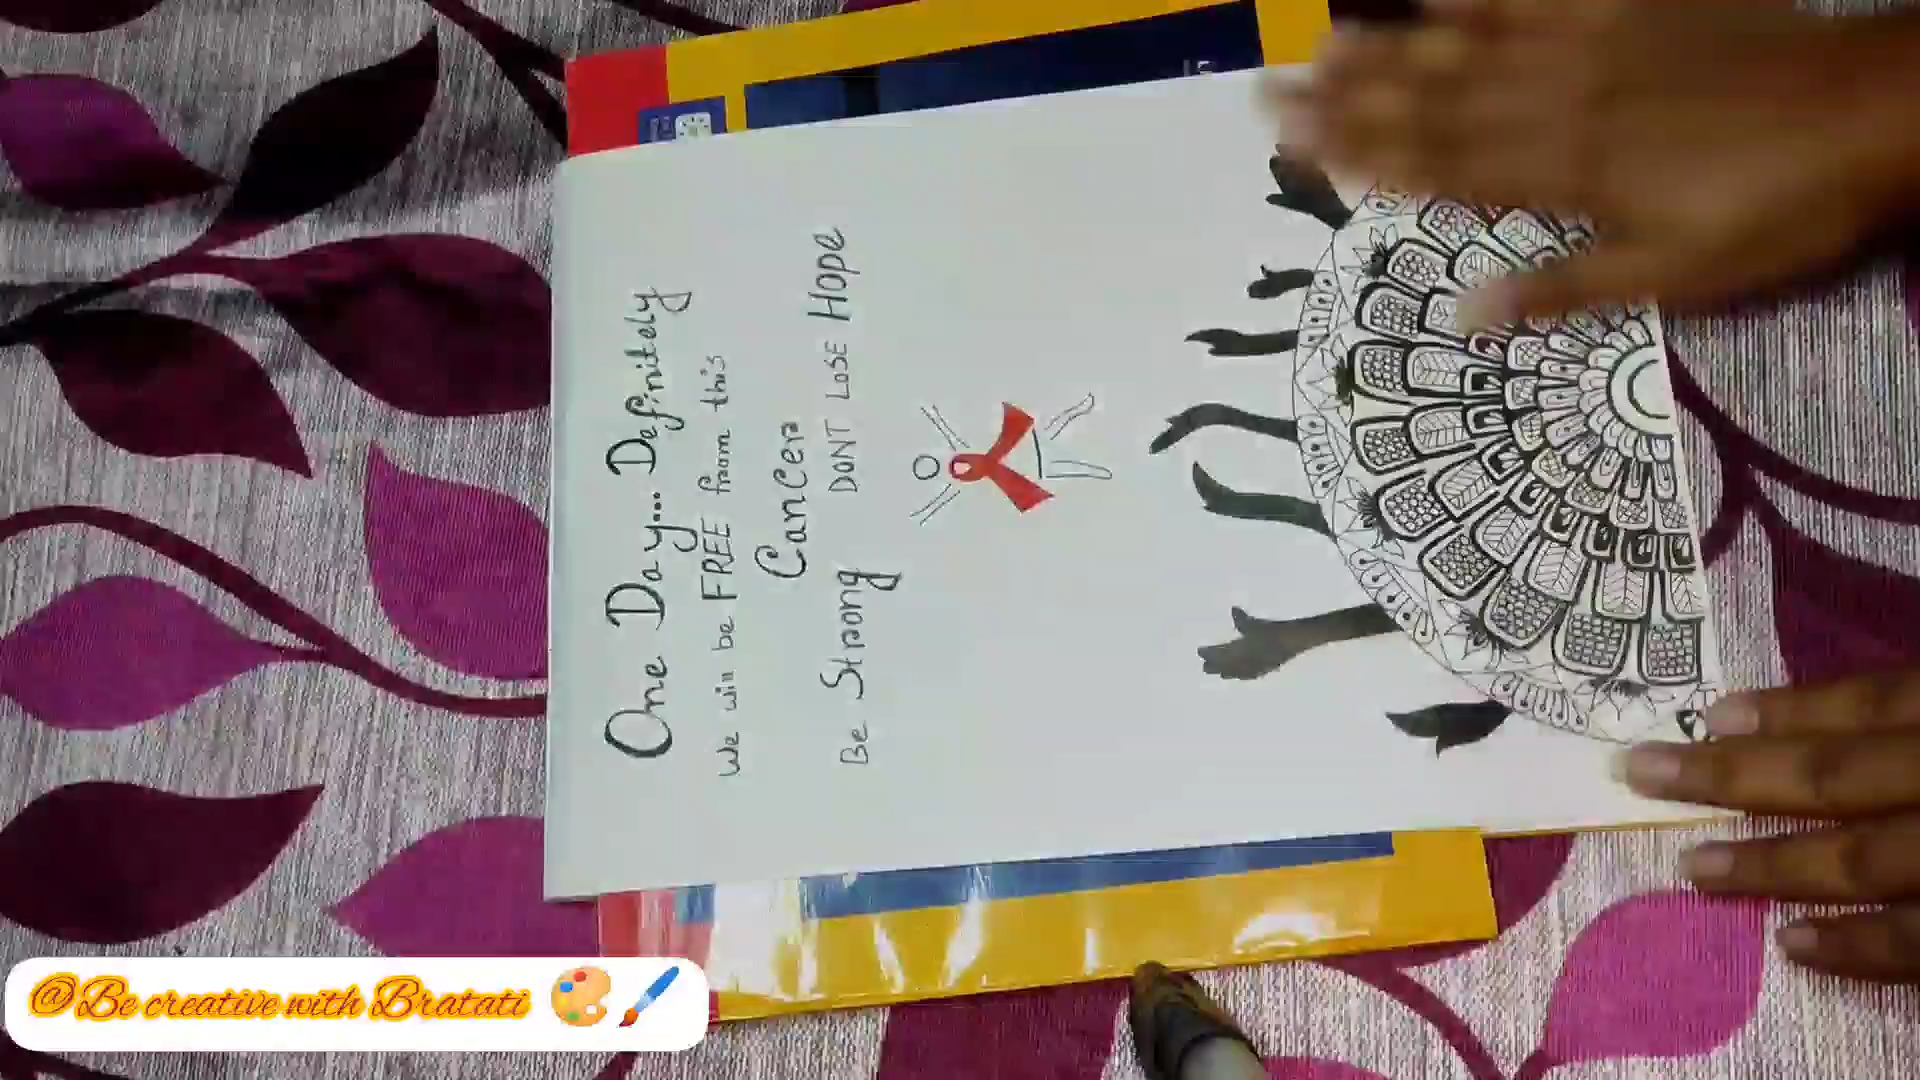 One Day... Definitely
We will be FREE from this
Cancer
Be Strong DONT LOSE HOPE
@Be creative with Bratati